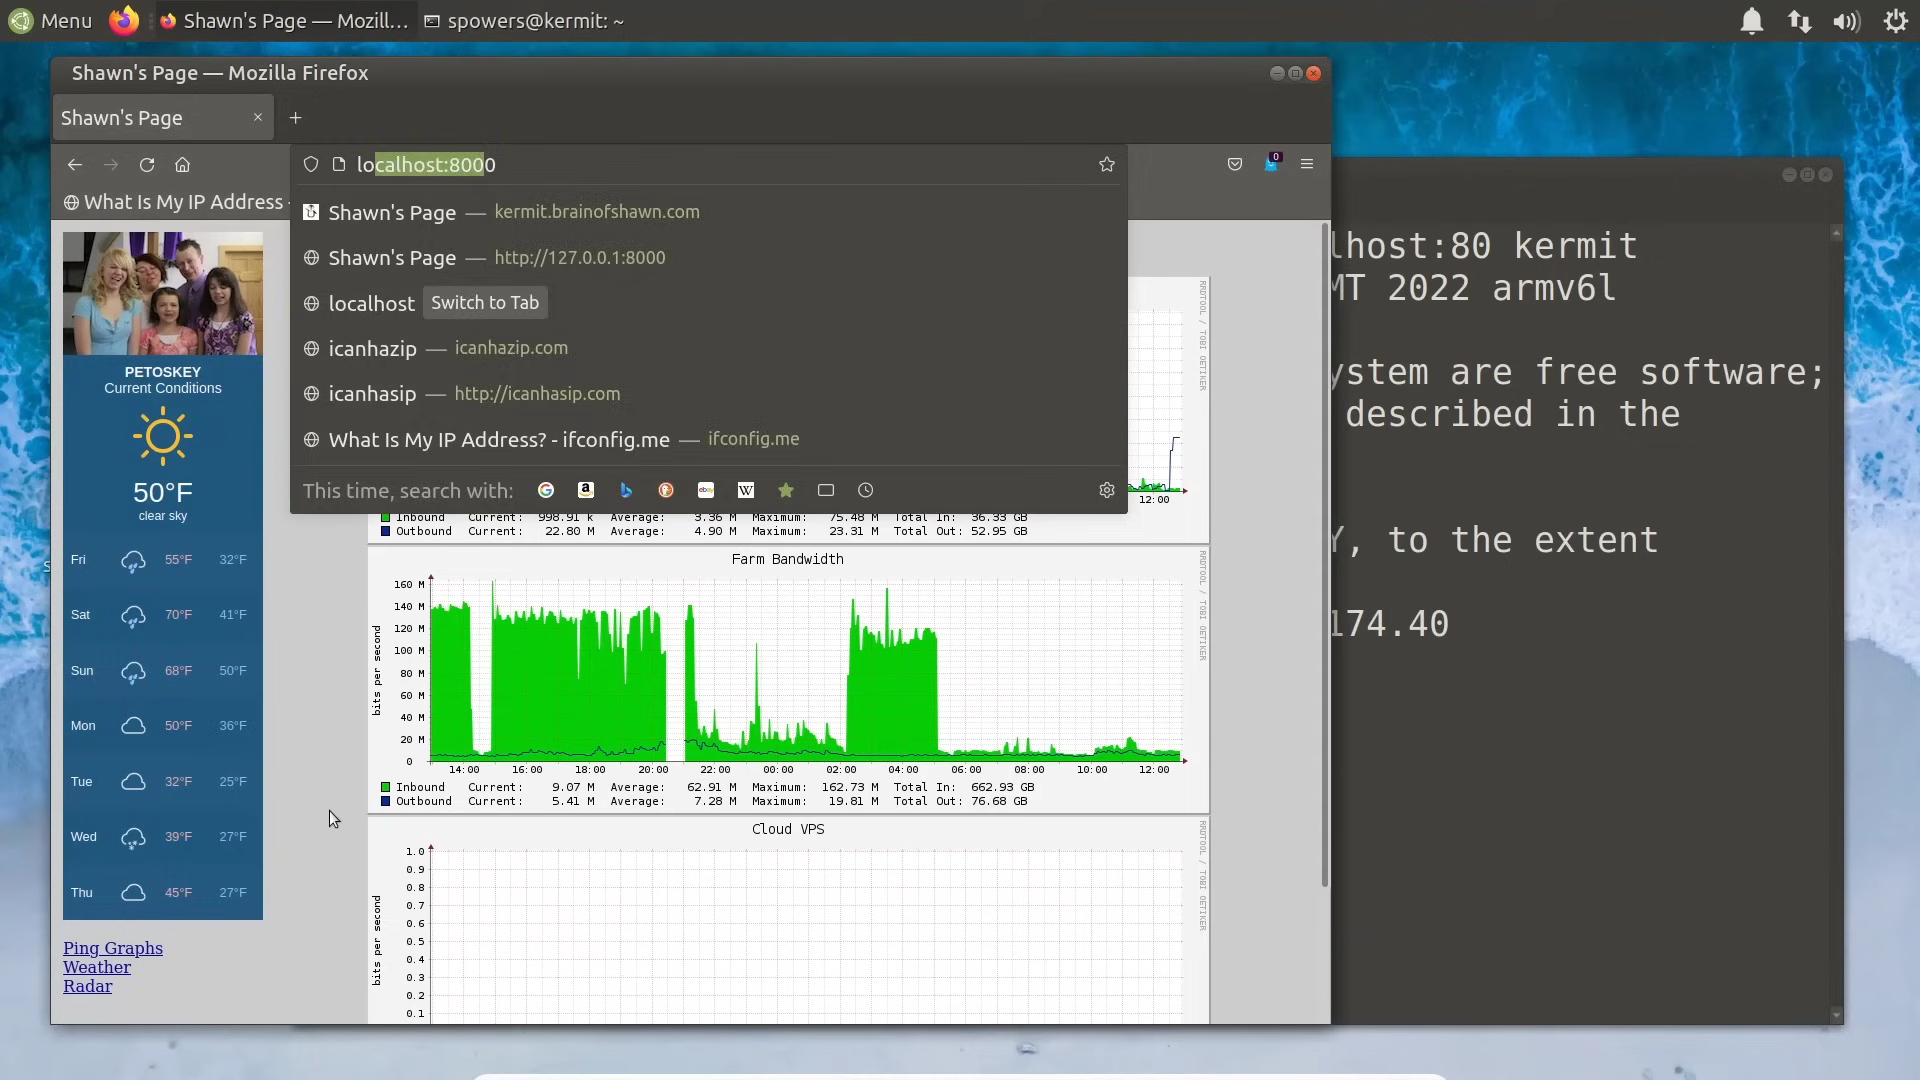 Menu
Shawn's Page — Mozill...
spowers@kermit: ~
Shawn's Page — Mozilla Firefox
Shawn's Page
localhost:8000
0
What Is My IP Address
Shawn's Page — kermit.brainofshawn.com
Shawn's Page — http://127.0.0.1:8000
localhost Switch to Tab
icanhazip — icanhazip.com
icanhasip — http://icanhasip.com
What Is My IP Address? - ifconfig.me — ifconfig.me
This time, search with:
PETOSKEY
Current Conditions
50°F
clear sky
Fri 55°F 32°F
Sat 70°F 41°F
Sun 68°F 50°F
Mon 50°F 36°F
Tue 32°F 25°F
Wed 39°F 27°F
Thu 45°F 27°F
Ping Graphs
Weather
Radar
RRDTOOL / TOBI OETIKER
12:00
Inbound Current: 998.91 k Average: 3.36 M Maximum: 75.48 M Total In: 36.33 GB
Outbound Current: 22.80 M Average: 4.90 M Maximum: 23.31 M Total Out: 52.95 GB
Farm Bandwidth
RRDTOOL / TOBI OETIKER
bits per second
160 M
140 M
120 M
100 M
80 M
60 M
40 M
20 M
0
14:00 16:00 18:00 20:00 22:00 00:00 02:00 04:00 06:00 08:00 10:00 12:00
Inbound Current: 9.07 M Average: 62.91 M Maximum: 162.73 M Total In: 662.93 GB
Outbound Current: 5.41 M Average: 7.28 M Maximum: 19.81 M Total Out: 76.68 GB
Cloud VPS
RRDTOOL / TOBI OETIKER
bits per second
1.0
0.9
0.8
0.7
0.6
0.5
0.4
0.3
0.2
0.1
lhost:80 kermit
MT 2022 armv6l
ystem are free software;
described in the
Y, to the extent
174.40